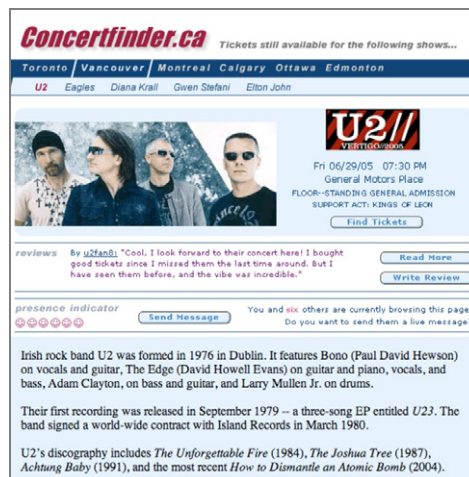 Concertfinder.ca Tickets still available for the following shows...
Toronto Vancouver Montreal Calgary Ottawa Edmonton
U2 Eagles Diana Krall Gwen Stefani Elton John
U2//
VERTIGO//2005
Fri 06/29/05 07:30 PM
General Motors Place
FLOOR--STANDING GENERAL ADMISSION
SUPPORT ACT: KINGS OF LEON
Find Tickets
reviews
By u2fan8: "Cool, I look forward to their concert here! I bought
good tickets since I missed them the last time around. But I
have seen them before, and the vibe was incredible."
Read More
Write Review
presence indicator
Send Message
You and six others are currently browsing this page
Do you want to send them a live message
Irish rock band U2 was formed in 1976 in Dublin. It features Bono (Paul David Hewson)
on vocals and guitar, The Edge (David Howell Evans) on guitar and piano, vocals, and
bass, Adam Clayton, on bass and guitar, and Larry Mullen Jr. on drums.
Their first recording was released in September 1979 -- a three-song EP entitled U23. The
band signed a world-wide contract with Island Records in March 1980.
U2's discography includes The Unforgettable Fire (1984), The Joshua Tree (1987),
Achtung Baby (1991), and the most recent How to Dismantle an Atomic Bomb (2004).